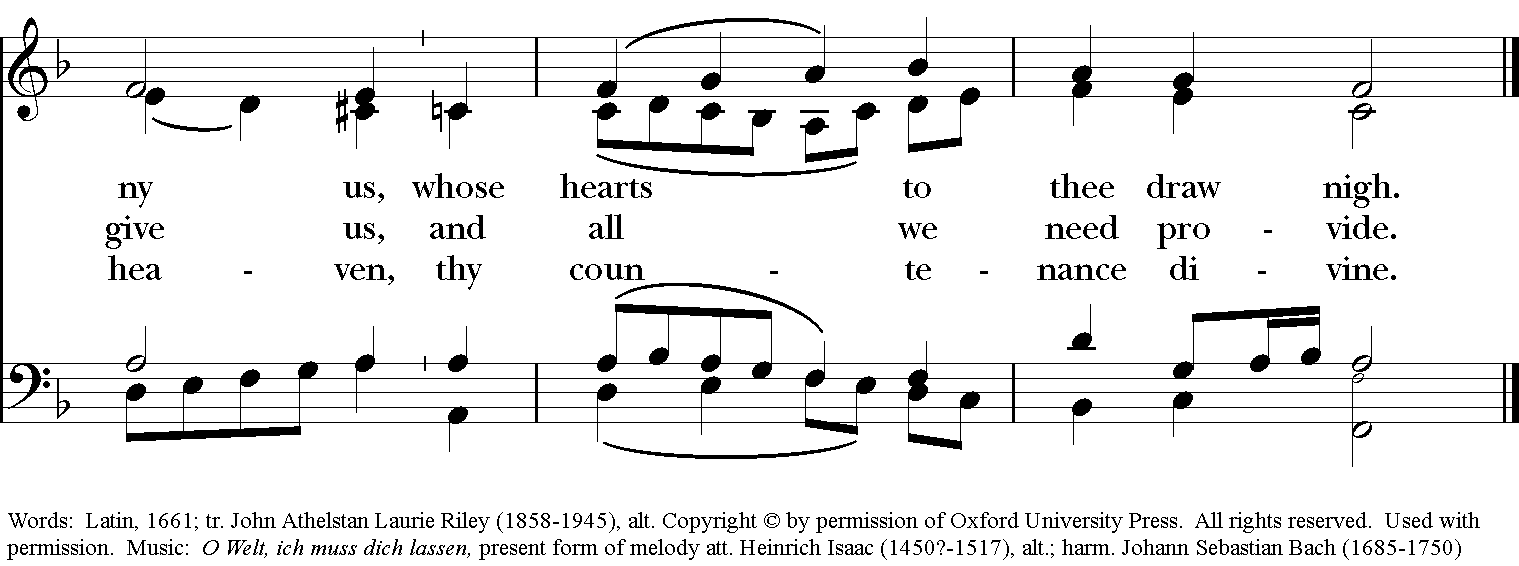 ny us, whose hearts to thee draw nigh.
give us, and all we need pro - vide.
hea - ven, thy coun - te - nance di - vine.
Words: Latin, 1661; tr. John Athelstan Laurie Riley (1858-1945), alt. Copyright © by permission of Oxford University Press. All rights reserved. Used with
permission. Music: O Welt, ich muss dich lassen, present form of melody att. Heinrich Isaac (1450?-1517), alt.; harm. Johann Sebastian Bach (1685-1750)